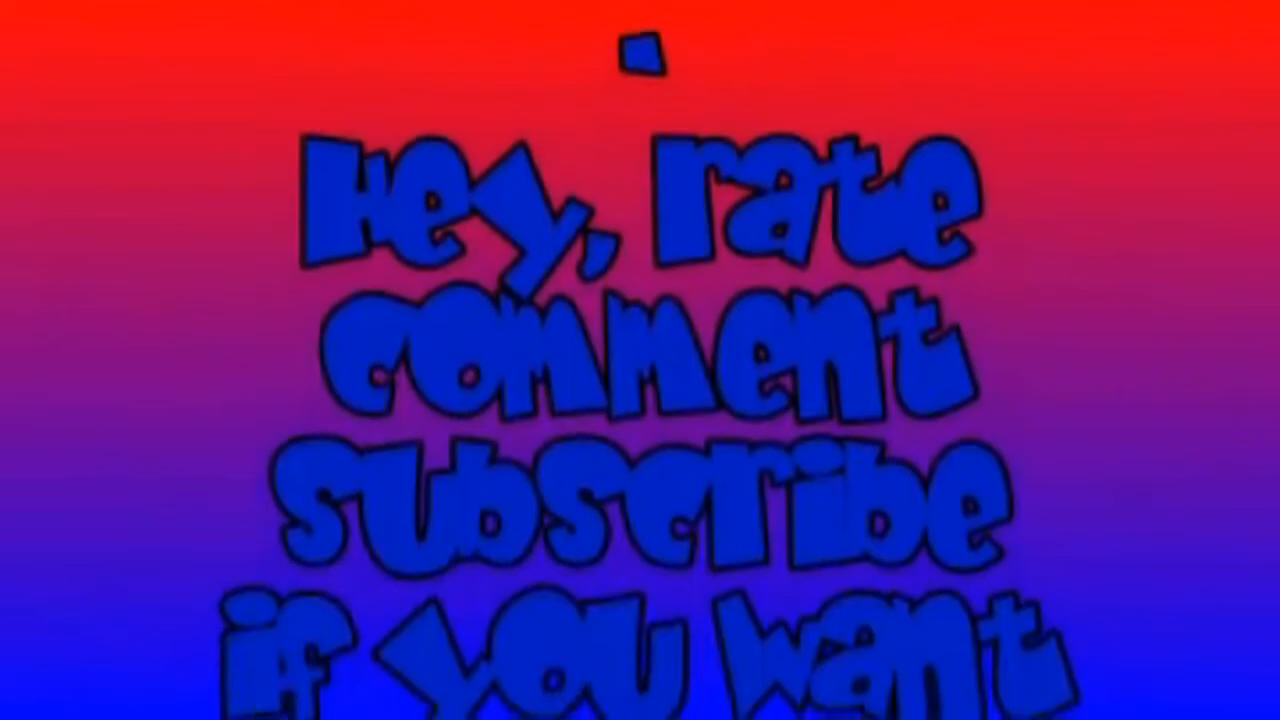 .
Hey, rate
comment
subscribe
if you want